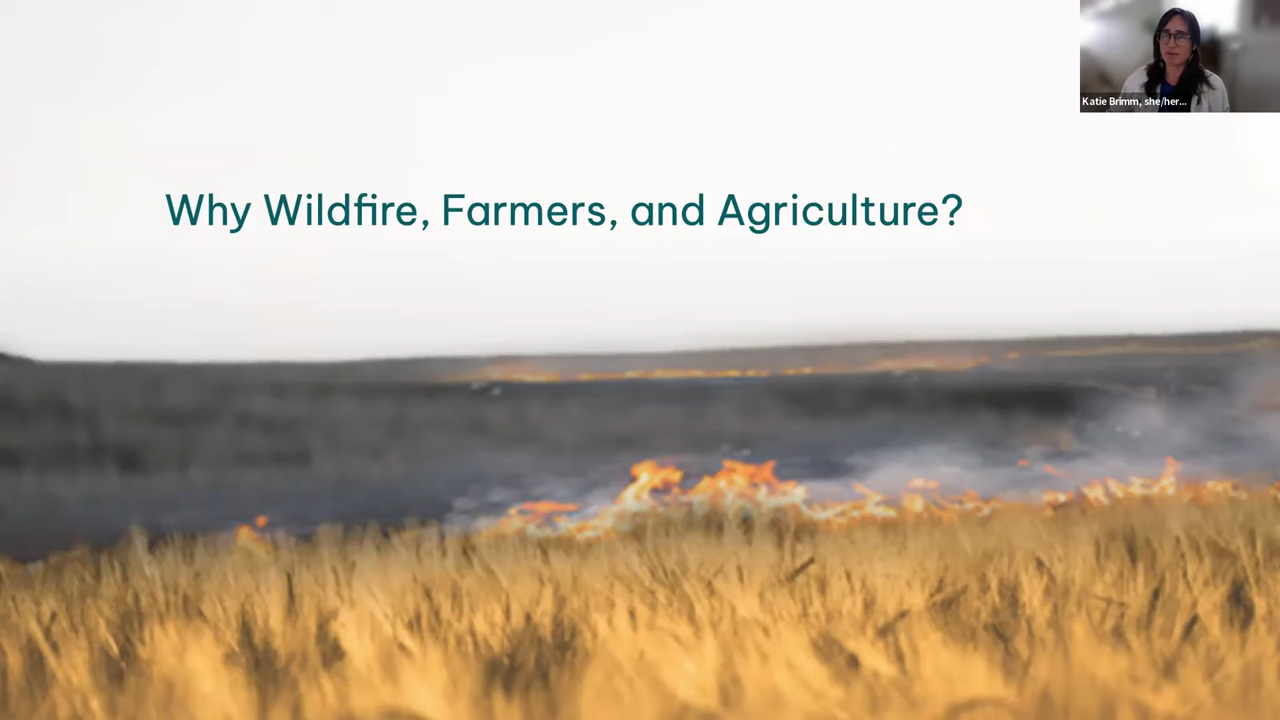 Katie Brimm, she/her...
Why Wildfire, Farmers, and Agriculture?